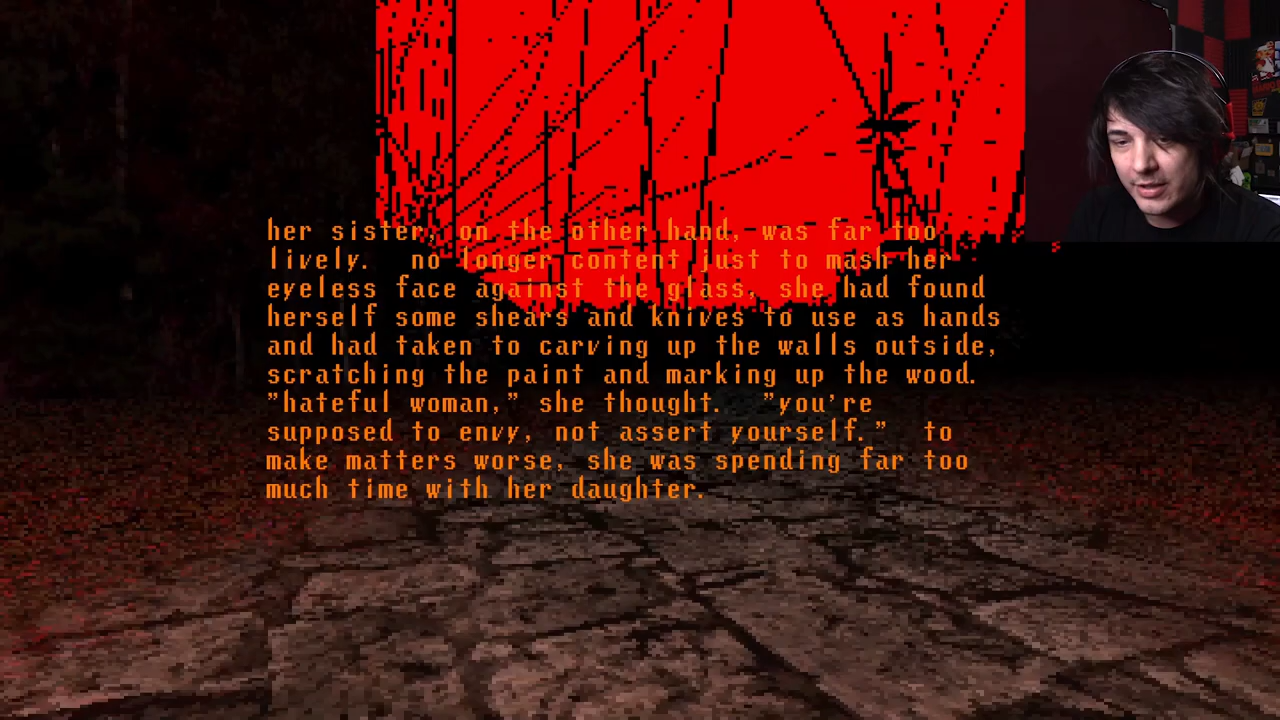 her sister, on the other hand, was far too
lively.  no longer content just to mash her
eyeless face against the glass, she had found
herself some shears and knives to use as hands
and had taken to carving up the walls outside,
scratching the paint and marking up the wood.
"hateful woman," she thought.  "you're
supposed to envy, not assert yourself."  to
make matters worse, she was spending far too
much time with her daughter.